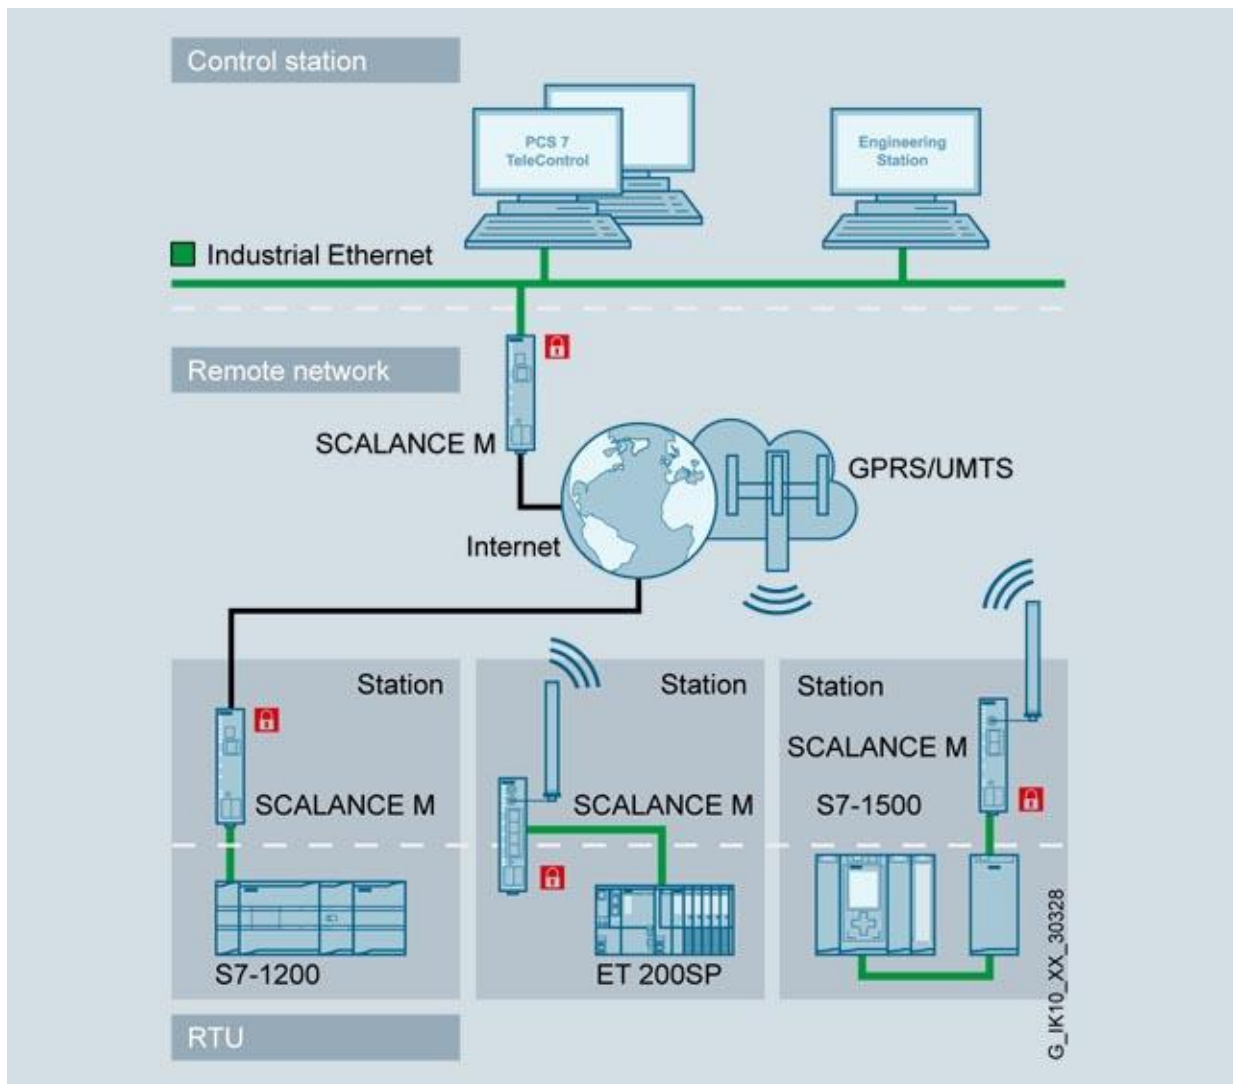 Control station
PCS 7
TeleControl
Engineering
Station
Industrial Ethernet
Remote network
SCALANCE M
GPRS/UMTS
Internet
Station
Station
Station
SCALANCE M
SCALANCE M
SCALANCE M
S7-1500
S7-1200
ET 200SP
G_IK10_XX_30328
RTU